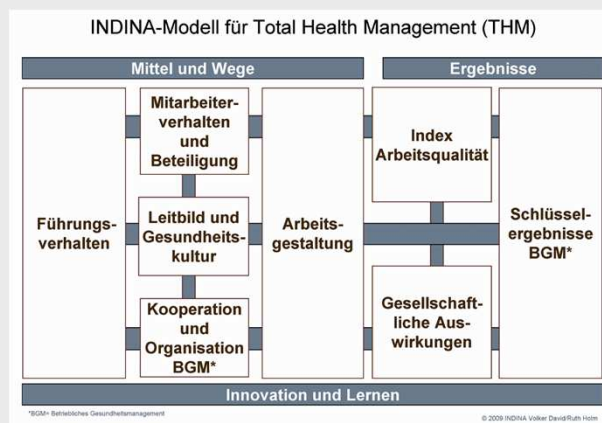 INDINA-Modell für Total Health Management (THM)
Mittel und Wege
Ergebnisse
Führungs-
verhalten
Mitarbeiter-
verhalten
und
Beteiligung
Leitbild und
Gesundheits-
kultur
Kooperation
und
Organisation
BGM*
Arbeits-
gestaltung
Index
Arbeitsqualität
Gesellschaft-
liche Aus-
wirkungen
Schlüssel-
ergebnisse
BGM*
Innovation und Lernen
*BGM= Betriebliches Gesundheitsmanagement
© 2009 INDINA Volker David/Ruth Holm